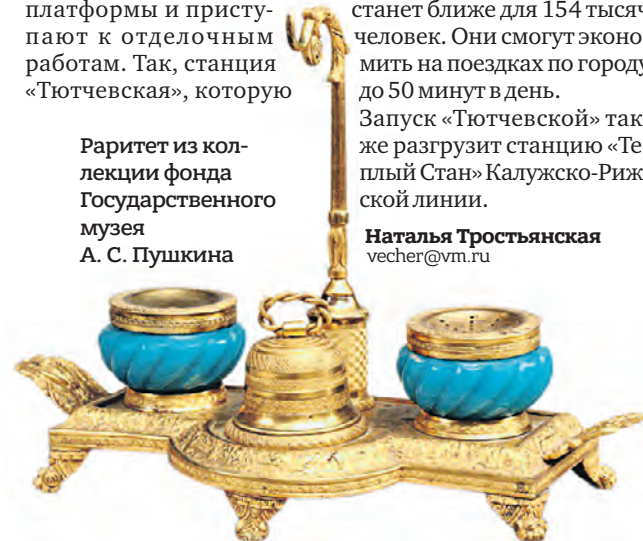 платформы и присту-
пают к отделочным
работам. Так, станция
«Тютчевская», которую
Раритет из кол-
лекции фонда
Государственного
музея
А. С. Пушкина
станет ближе для 154 тысяч
человек. Они смогут эконо-
мить на поездках по городу
до 50 минут в день.
Запуск «Тютчевской» так-
же разгрузит станцию «Те-
плый Стан» Калужско-Риж-
ской линии.
Наталья Тростьянская
vecher@vm.ru